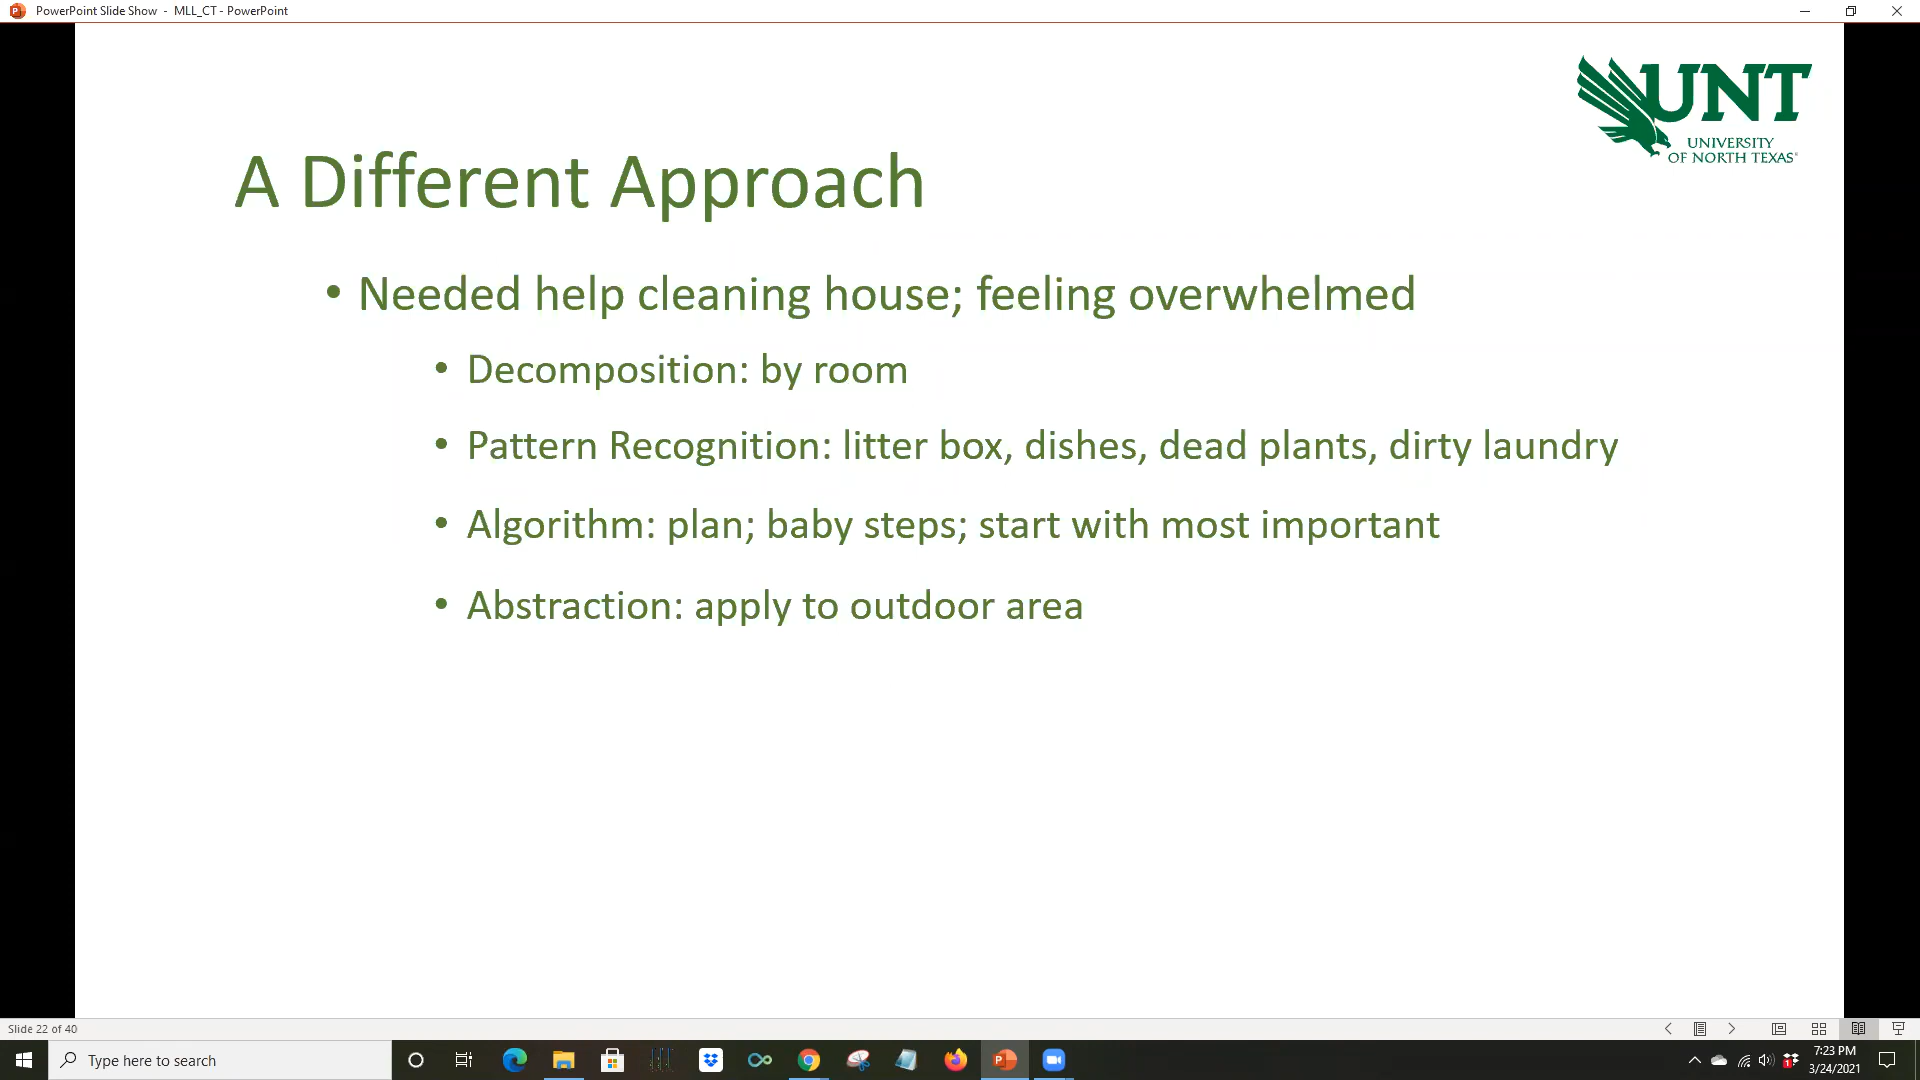 PowerPoint Slide Show - MLL_CT - PowerPoint
UNT
UNIVERSITY
OF NORTH TEXAS
A Different Approach
• Needed help cleaning house; feeling overwhelmed
• Decomposition: by room
• Pattern Recognition: litter box, dishes, dead plants, dirty laundry
• Algorithm: plan; baby steps; start with most important
• Abstraction: apply to outdoor area
Slide 22 of 40
Type here to search
7:23 PM
3/24/2021